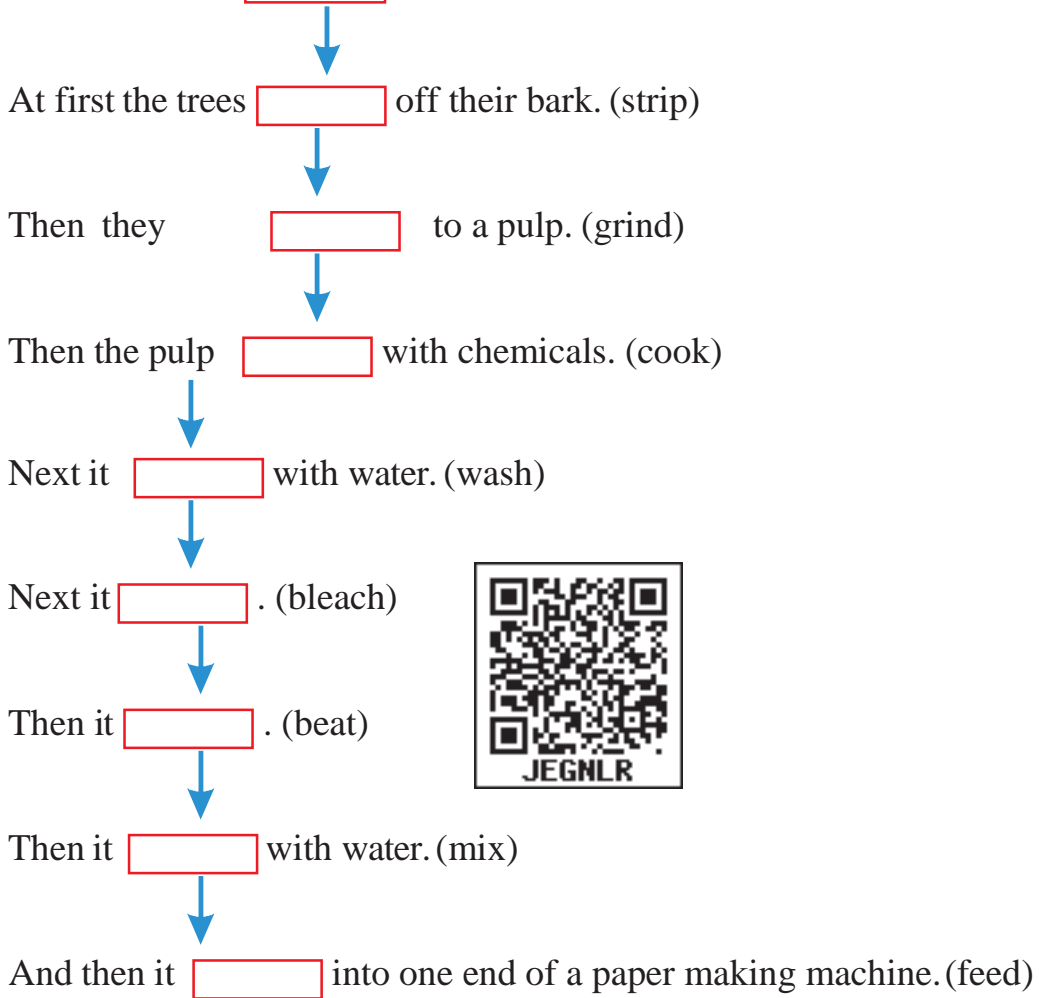 At first the trees off their bark. (strip)
Then they to a pulp. (grind)
Then the pulp with chemicals. (cook)
Next it with water. (wash)
Next it . (bleach)
Then it . (beat)
JEGNLR
Then it with water. (mix)
And then it into one end of a paper making machine. (feed)